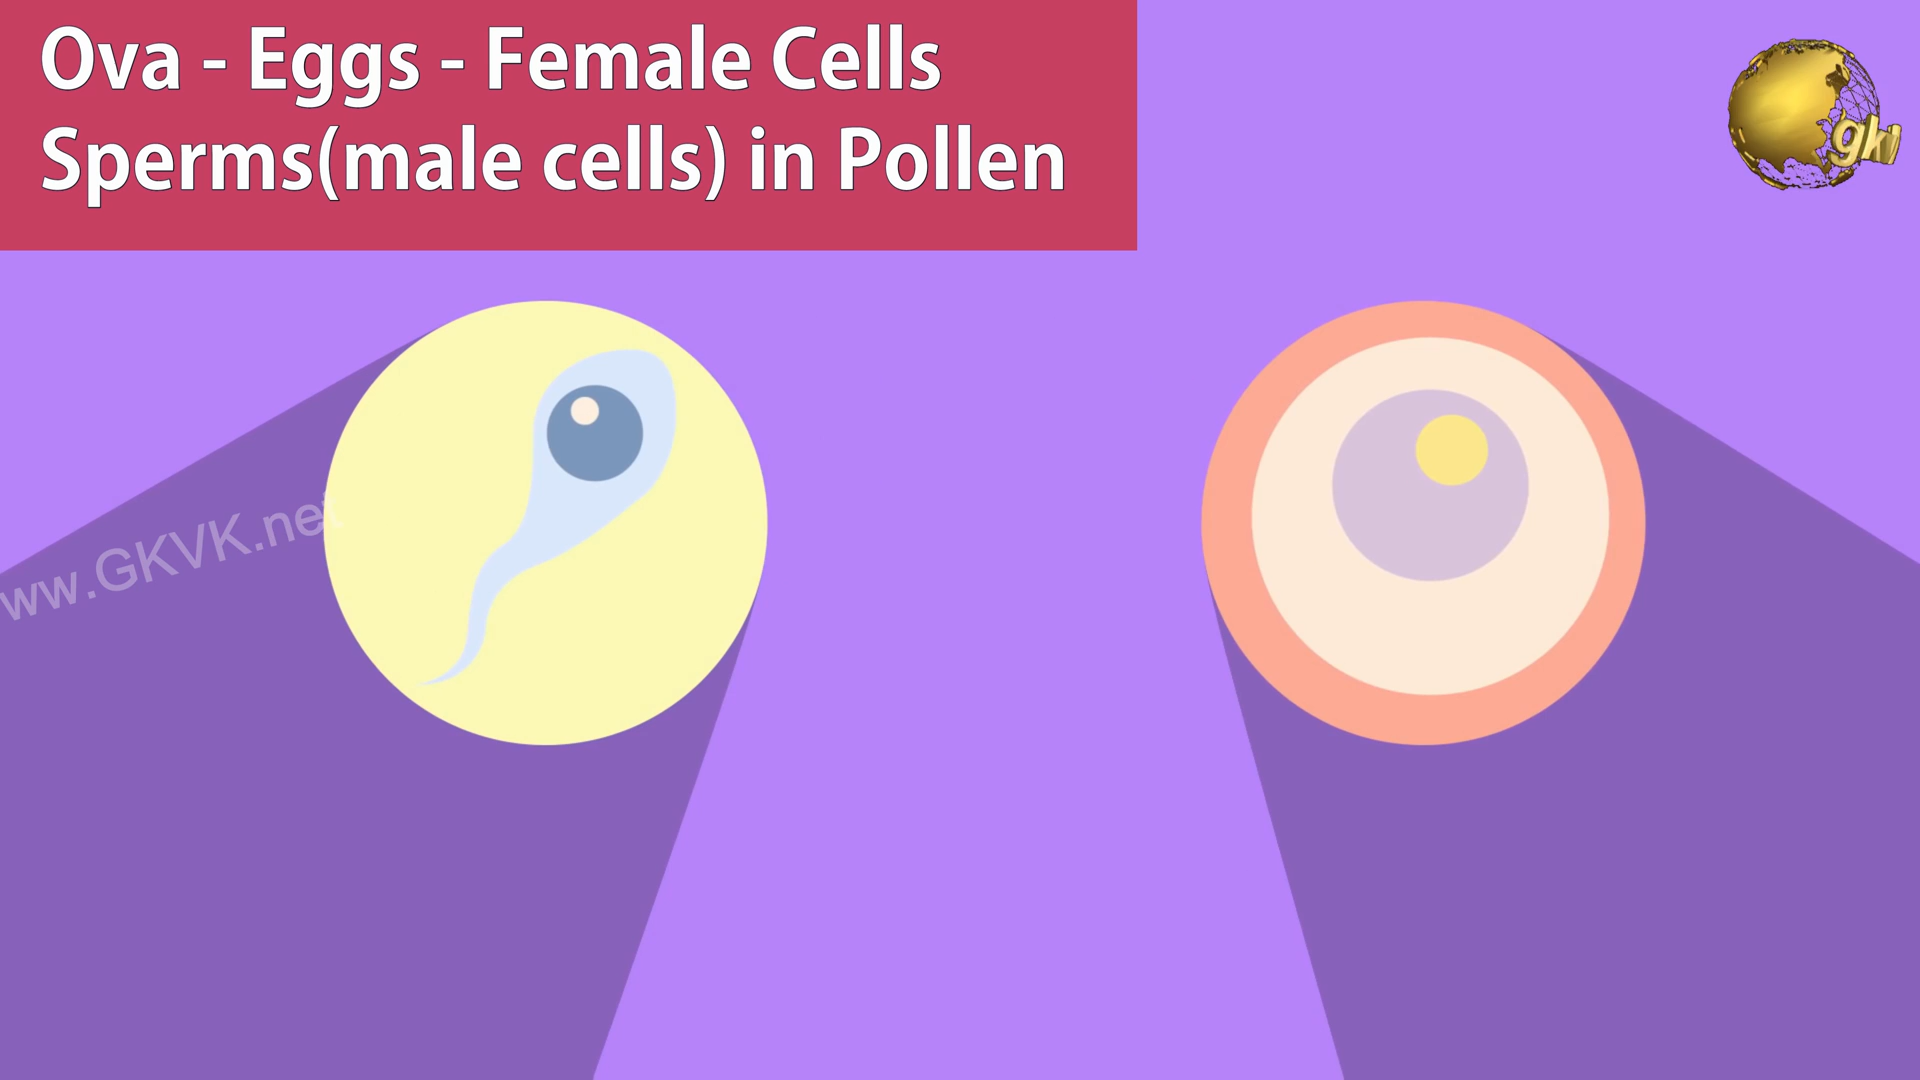 Ova - Eggs - Female Cells
Sperms(male cells) in Pollen
gk
ww.GKVK.net